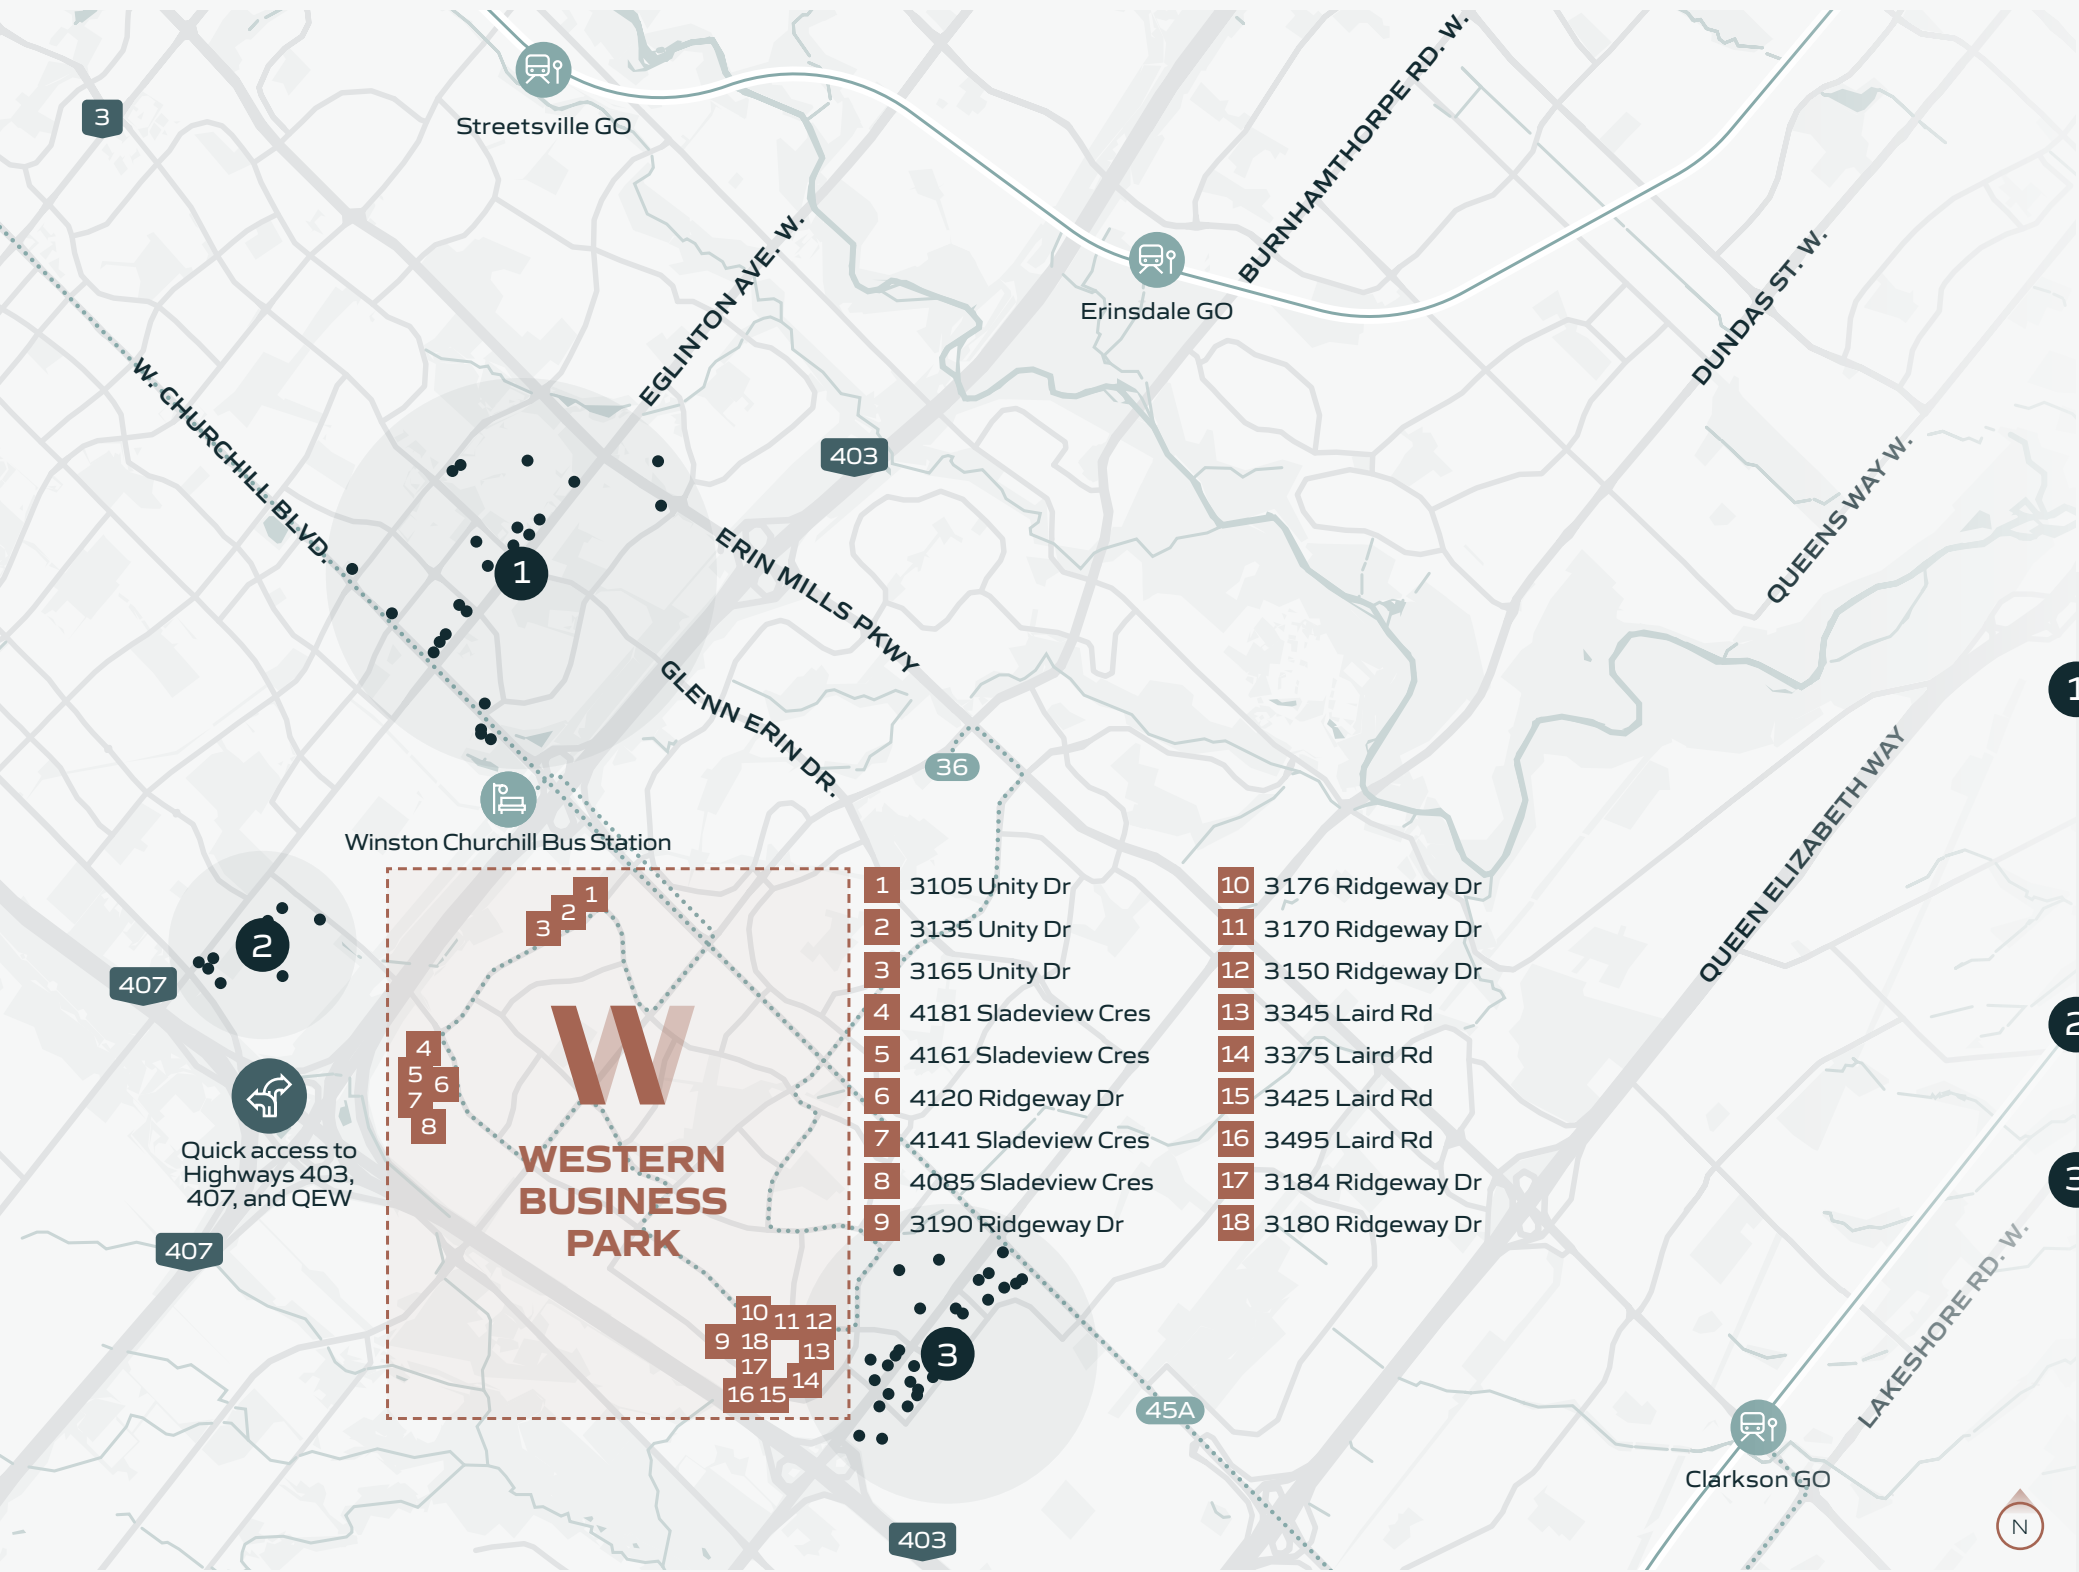 3
Streetsville GO
BURNHAMTHORPE RD. W.
EGLINTON AVE. W.
Erinsdale GO
DUNDAS ST. W.
W. CHURCHILL BLVD.
403
QUEENS WAY W.
1
ERIN MILLS PKWY
GLENN ERIN DR.
1
36
QUEEN ELIZABETH WAY
Winston Churchill Bus Station
2
407
2
3
Quick access to
Highways 403,
407, and QEW
407
1
2
3
4
5
6
7
8
W
WESTERN
BUSINESS
PARK
10
11 12
9 18
13
17
14
16 15
1 3105 Unity Dr
2 3135 Unity Dr
3 3165 Unity Dr
4 4181 Sladeview Cres
5 4161 Sladeview Cres
6 4120 Ridgeway Dr
7 4141 Sladeview Cres
8 4085 Sladeview Cres
9 3190 Ridgeway Dr
10 3176 Ridgeway Dr
11 3170 Ridgeway Dr
12 3150 Ridgeway Dr
13 3345 Laird Rd
14 3375 Laird Rd
15 3425 Laird Rd
16 3495 Laird Rd
17 3184 Ridgeway Dr
18 3180 Ridgeway Dr
3
LAKESHORE RD. W.
45A
Clarkson GO
403
N